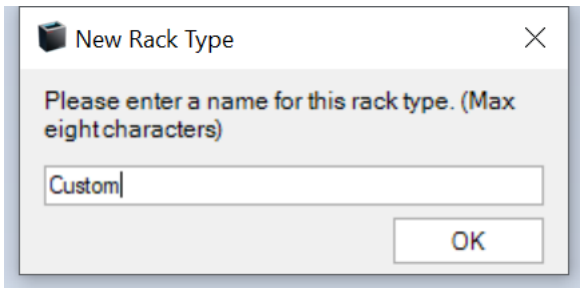 New Rack Type
Please enter a name for this rack type. (Max
eight characters)
Custom
OK